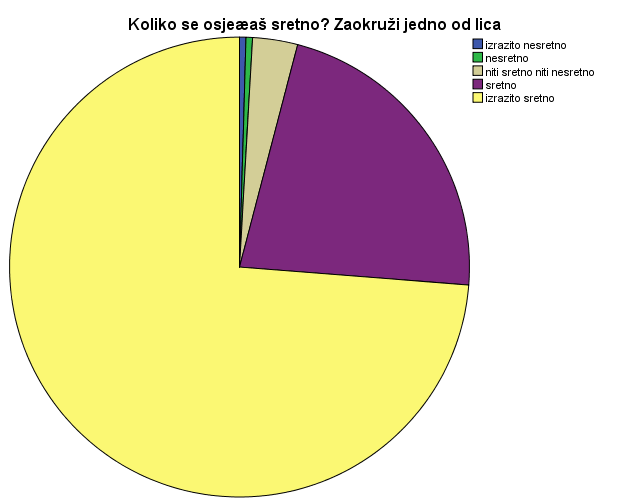 Koliko se osjeæaš sretno? Zaokruži jedno od lica
izrazito nesretno
nesretno
niti sretno niti nesretno
sretno
izrazito sretno